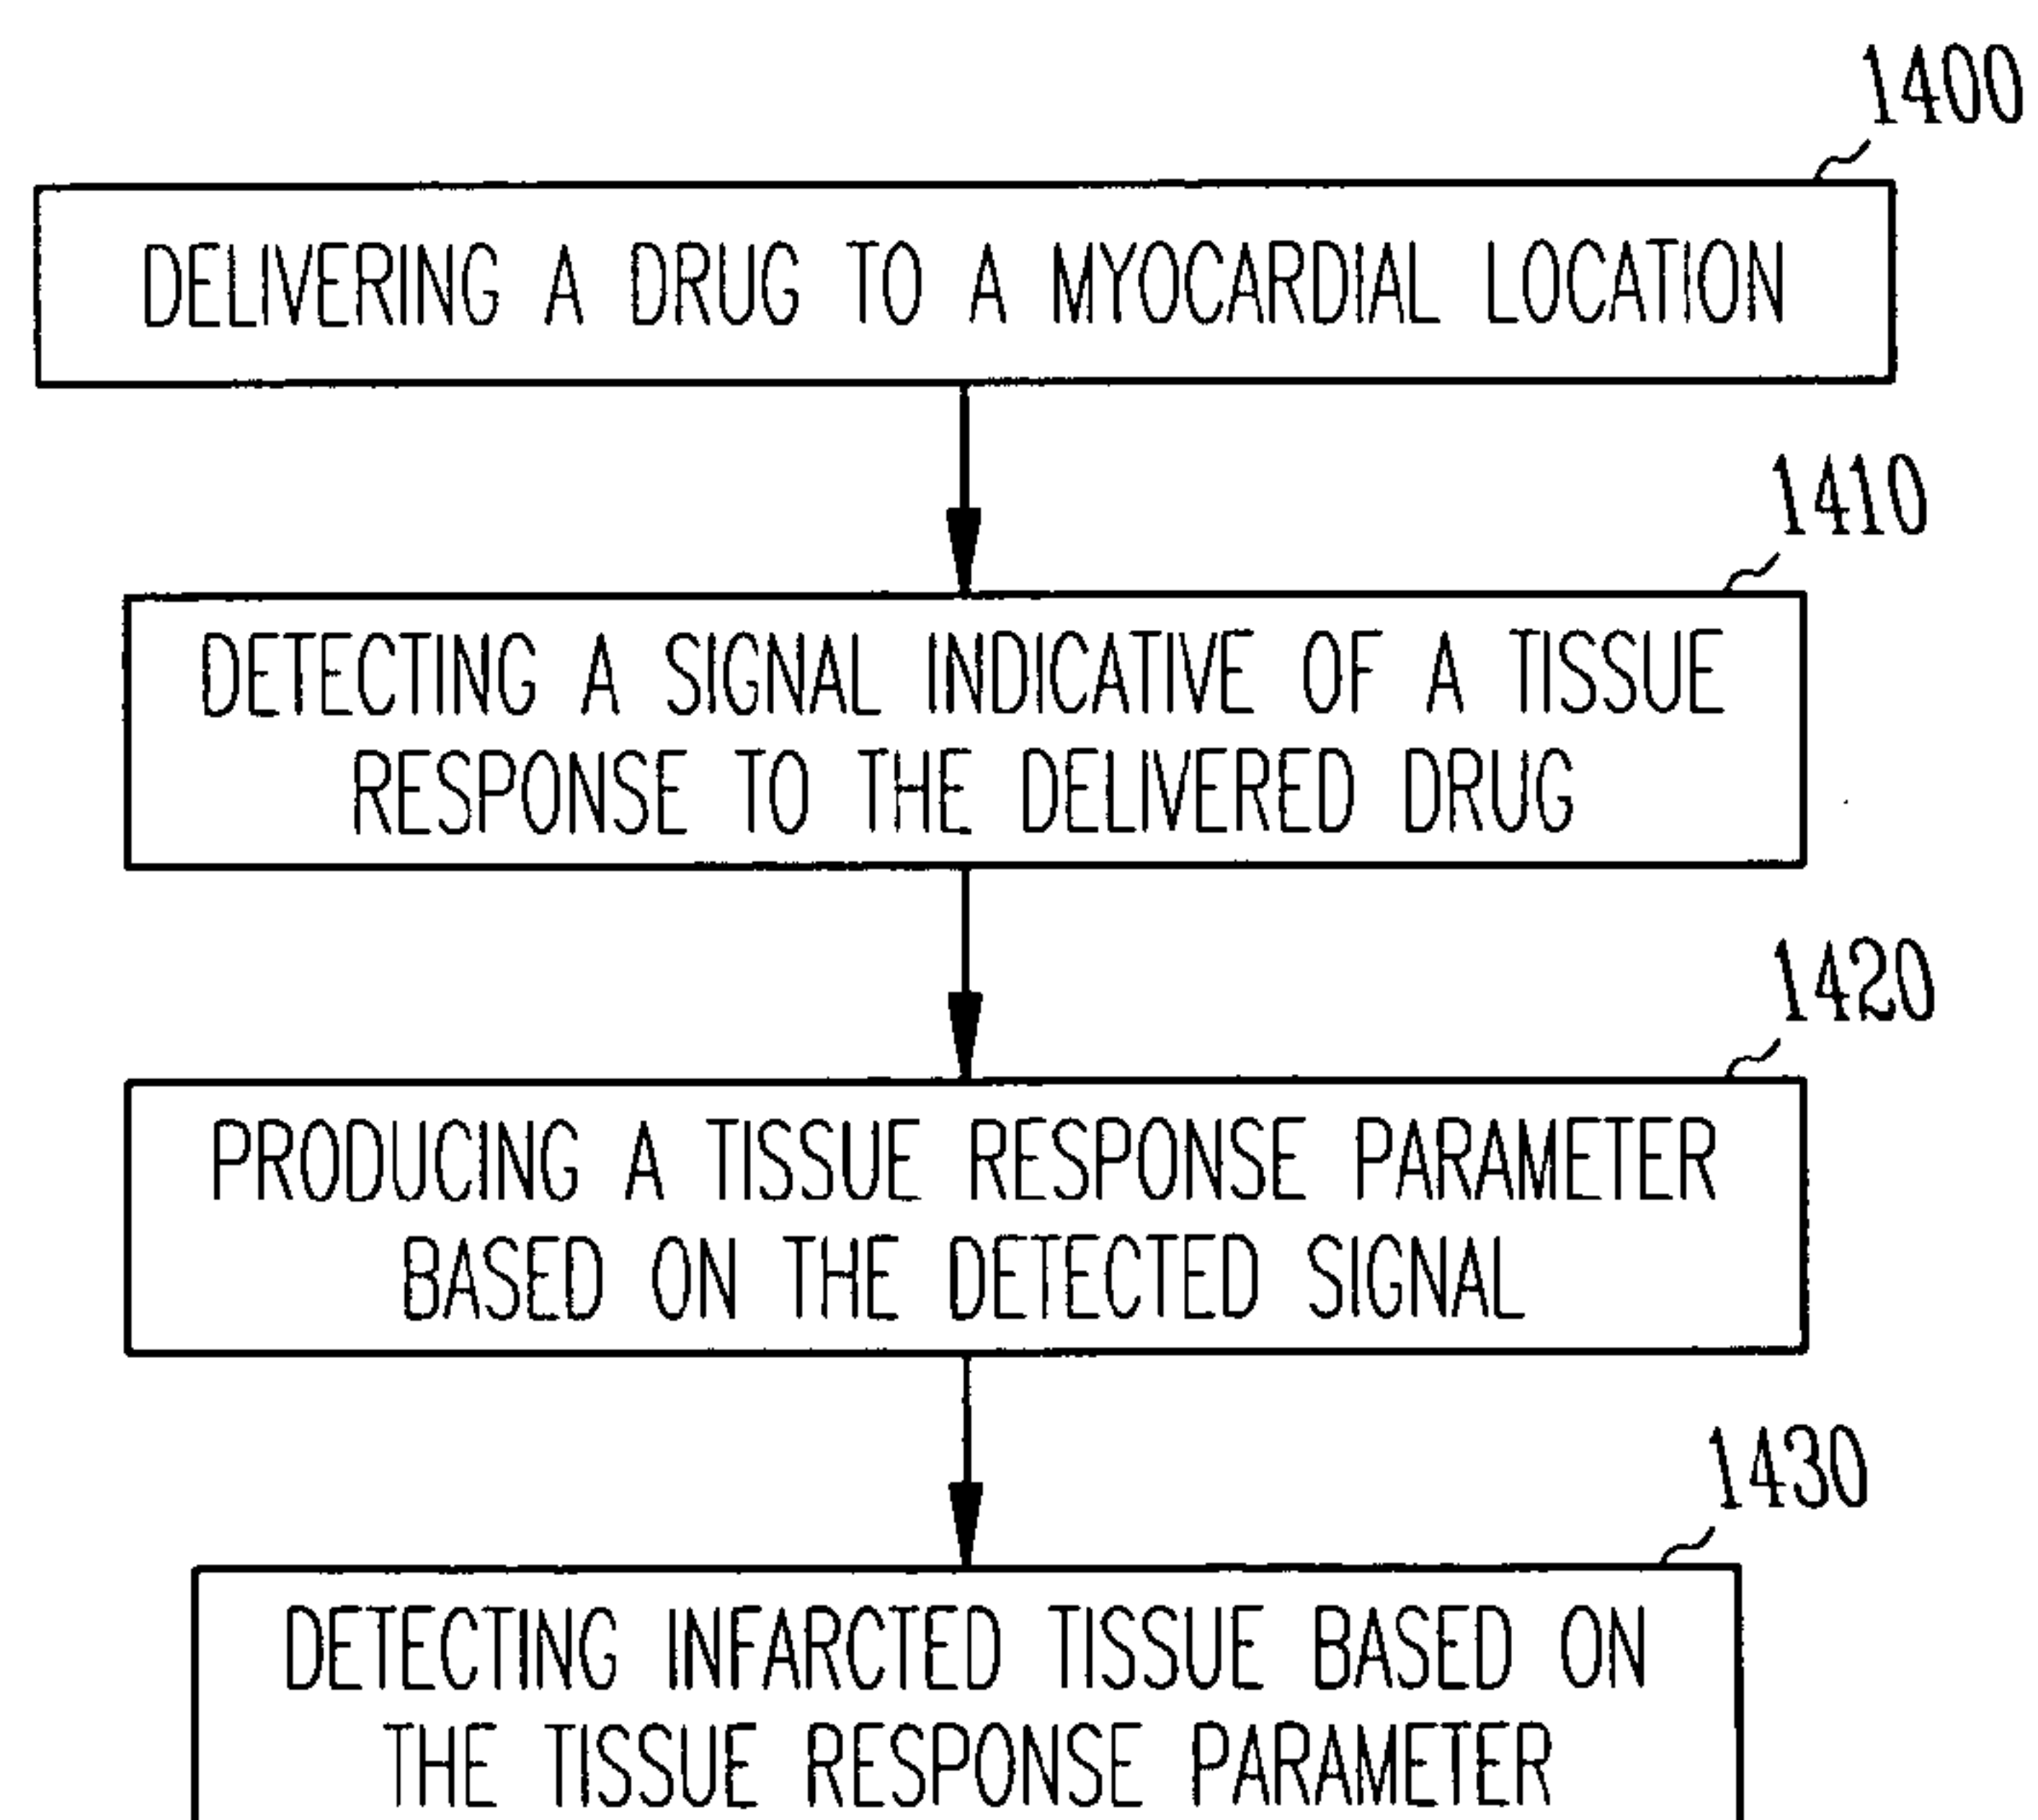 1400
DELIVERING A DRUG TO A MYOCARDIAL LOCATION
1410
DETECTING A SIGNAL INDICATIVE OF A TISSUE
RESPONSE TO THE DELIVERED DRUG
1420
PRODUCING A TISSUE RESPONSE PARAMETER
BASED ON THE DETECTED SIGNAL
1430
DETECTING INFARCTED TISSUE BASED ON
THE TISSUE RESPONSE PARAMETER